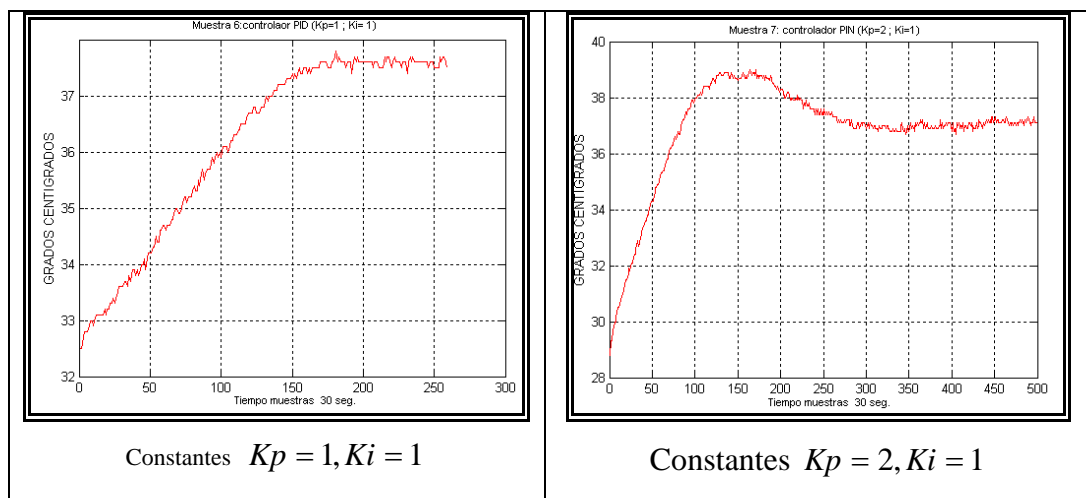 Muestra 6:controlaor PID (Kp=1 ; Ki= 1)
37
36
35
34
33
32
GRADOS CENTIGRADOS
0 50 100 150 200 250 300
Tiempo muestras 30 seg.
Constantes Kp = 1, Ki = 1
Muestra 7: controlador PIN (Kp=2 ; Ki=1)
40
38
36
34
32
30
28
GRADOS CENTIGRADOS
0 50 100 150 200 250 300 350 400 450 500
Tiempo muestras 30 seg.
Constantes Kp = 2, Ki = 1